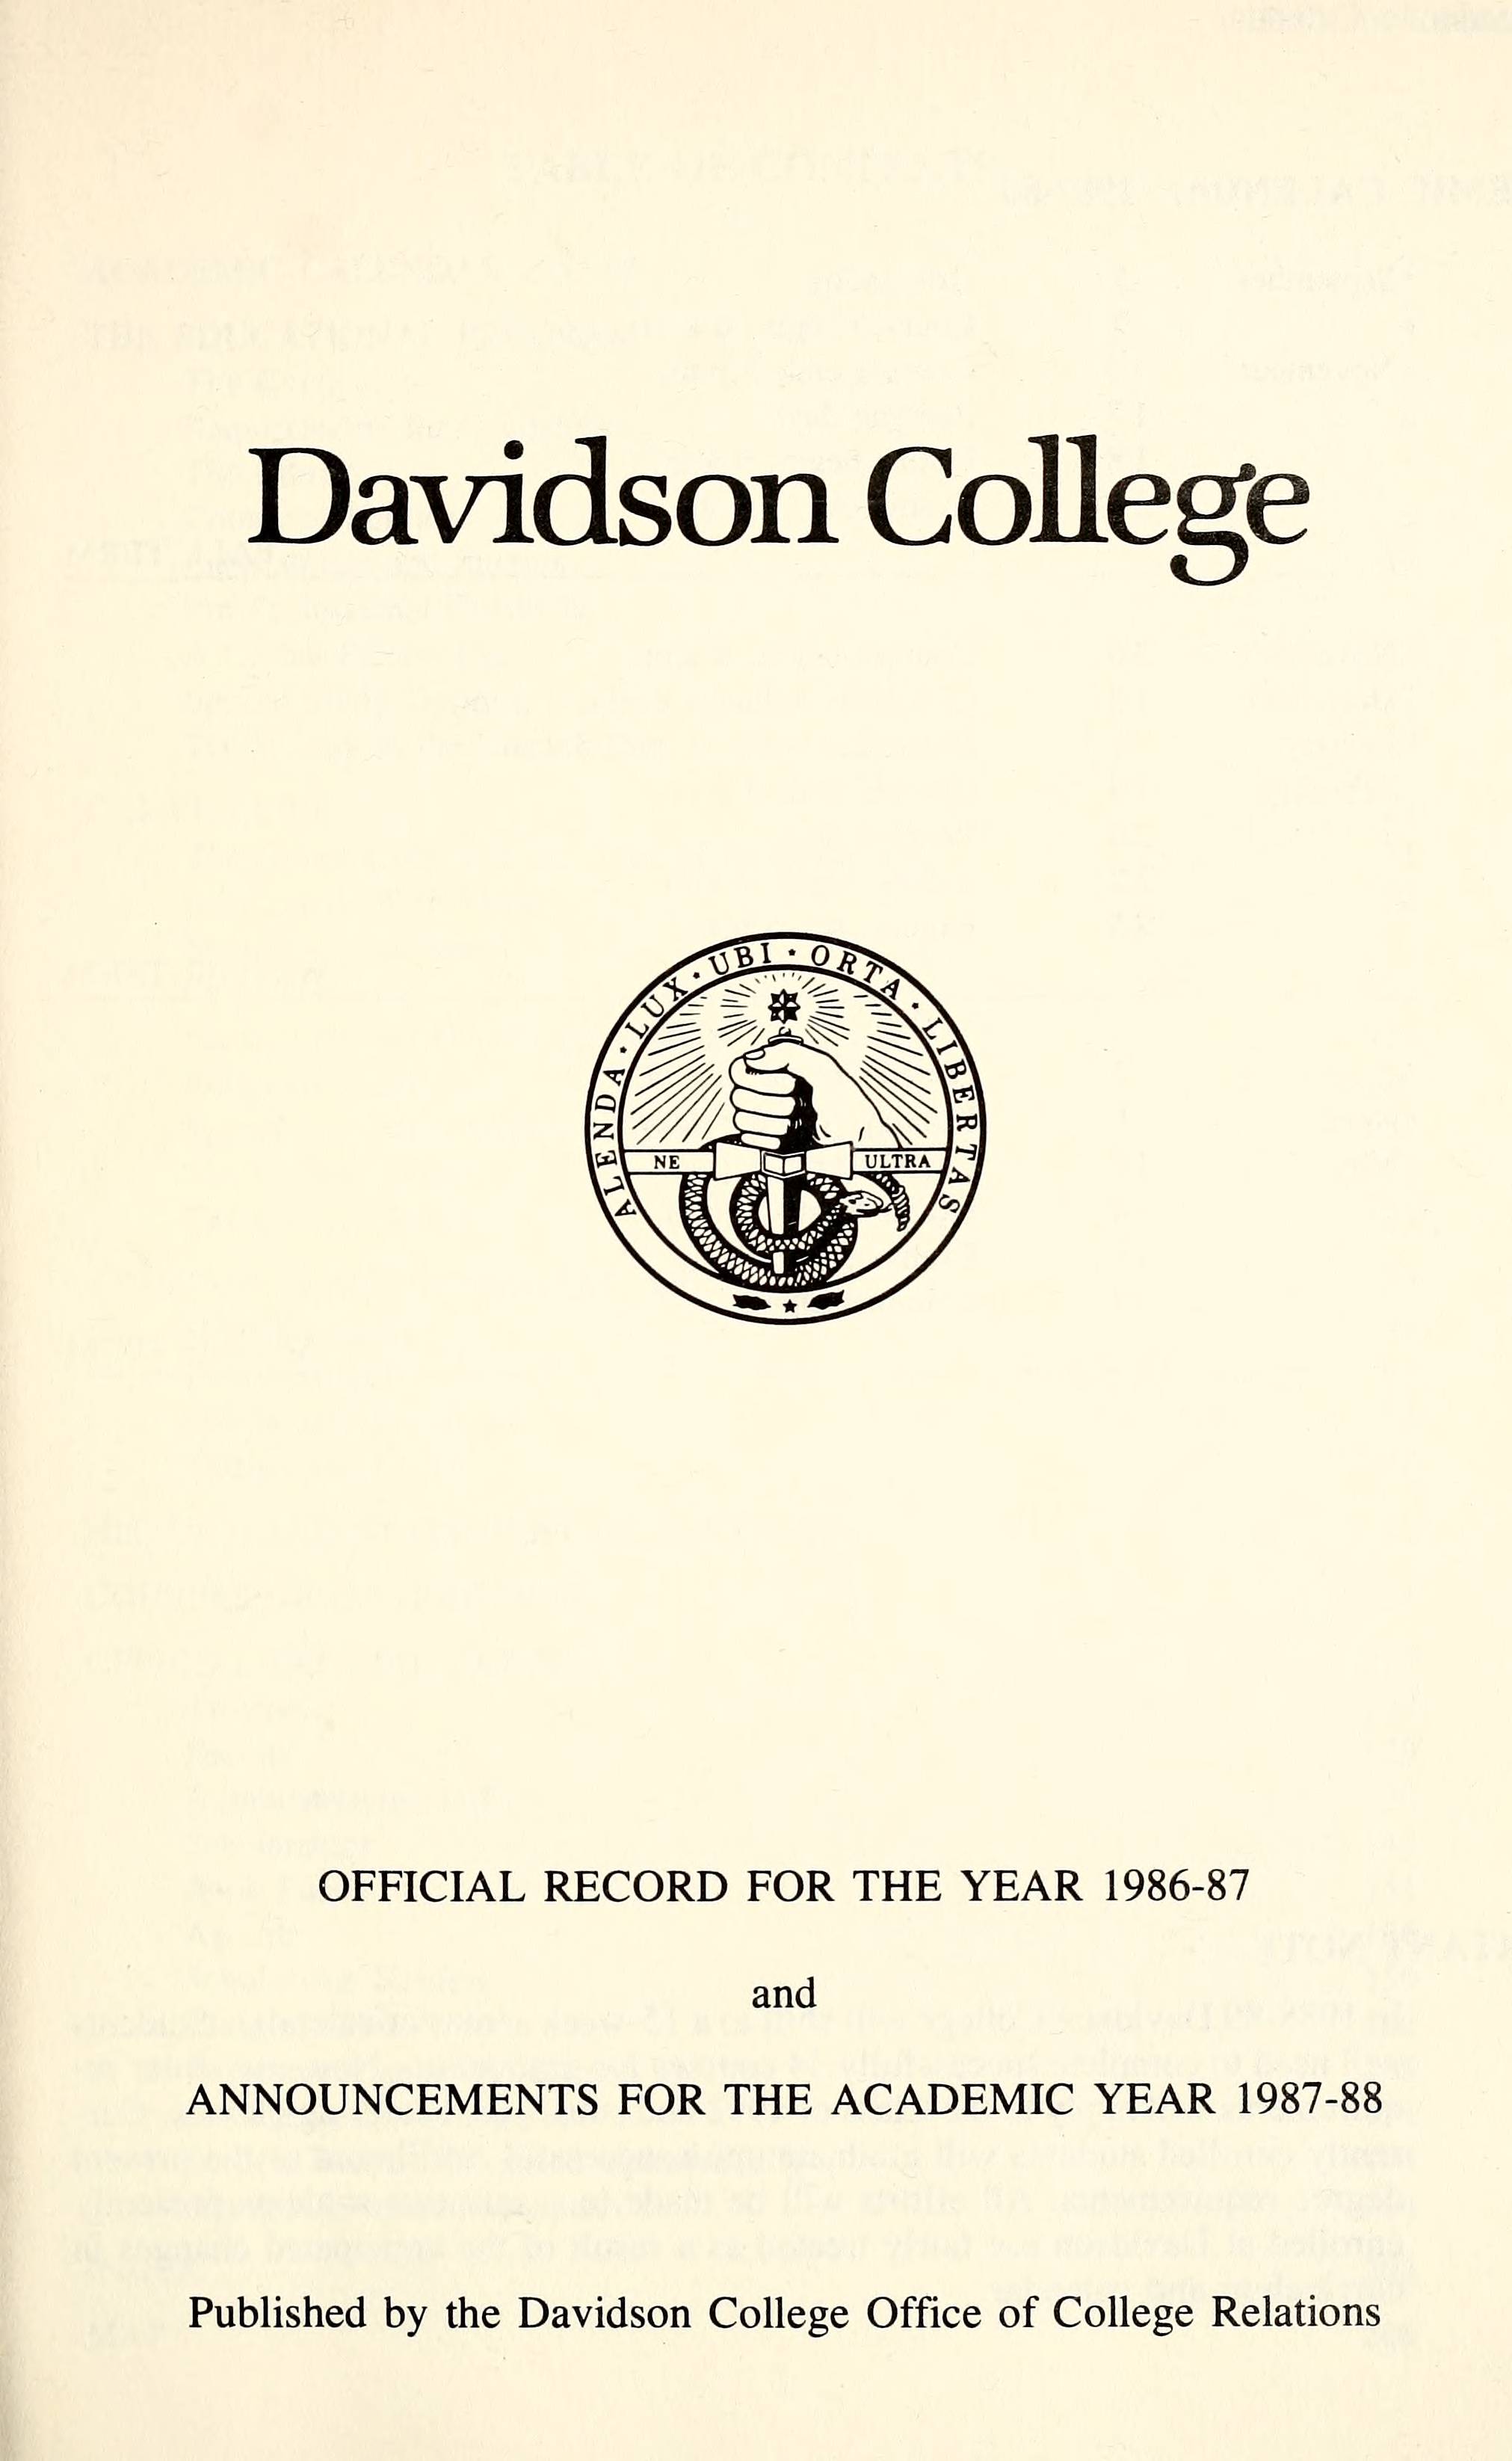 Davidson College
ALENDA · LUX · UBI · ORTA · LIBERTAS
NE ULTRA
OFFICIAL RECORD FOR THE YEAR 1986-87
and
ANNOUNCEMENTS FOR THE ACADEMIC YEAR 1987-88
Published by the Davidson College Office of College Relations